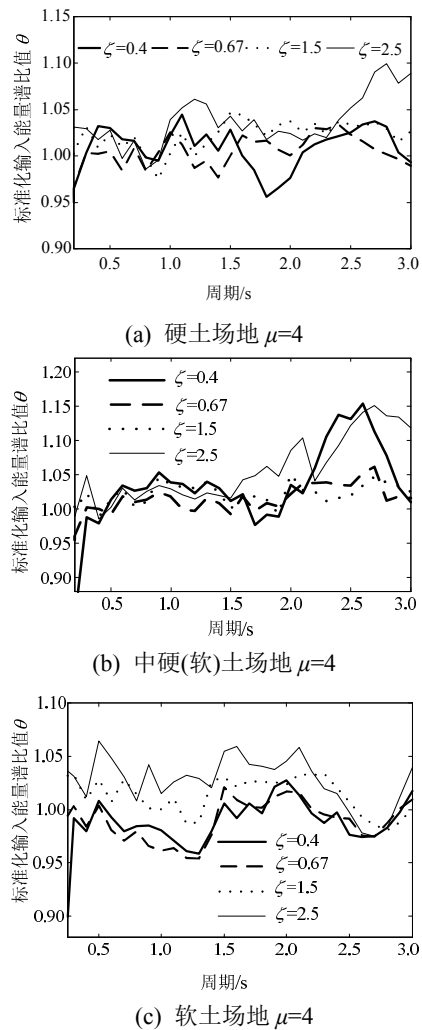 1.15
ζ=0.4 ζ=0.67 ζ=1.5 ζ=2.5
1.10
1.05
1.00
0.95
0.90
标准化输入能量谱比值 θ
0.5 1.0 1.5 2.0 2.5 3.0
周期/s
(a) 硬土场地 μ=4
1.20
1.15
1.10
1.05
1.00
0.95
0.90
标准化输入能量谱比值 θ
ζ=0.4
ζ=0.67
ζ=1.5
ζ=2.5
0.5 1.0 1.5 2.0 2.5 3.0
周期/s
(b) 中硬(软)土场地 μ=4
1.10
1.05
1.00
0.95
0.90
标准化输入能量谱比值 θ
ζ=0.4
ζ=0.67
ζ=1.5
ζ=2.5
0.5 1.0 1.5 2.0 2.5 3.0
周期/s
(c) 软土场地 μ=4